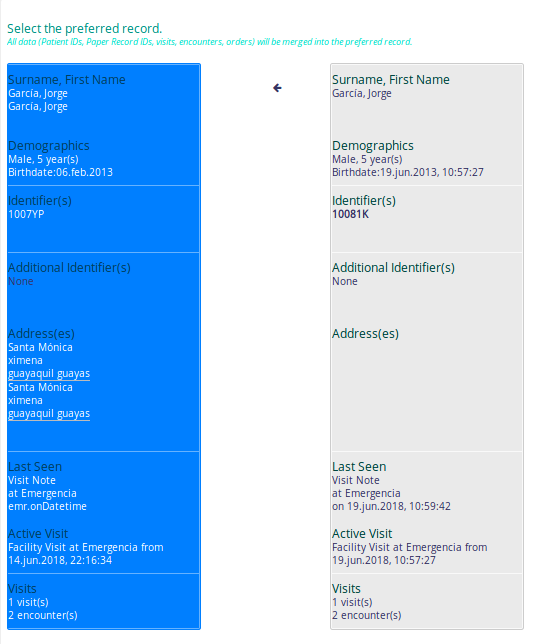 Select the preferred record.
All data (Patient IDs, Paper Record IDs, visits, encounters, orders) will be merged into the preferred record.
Surname, First Name
García, Jorge
García, Jorge
Demographics
Male, 5 year(s)
Birthdate:06.feb.2013
Identifier(s)
1007YP
Additional Identifier(s)
None
Address(es)
Santa Mónica
ximena
guayaquil guayas
Santa Mónica
ximena
guayaquil guayas
Last Seen
Visit Note
at Emergencia
emr.onDatetime
Active Visit
Facility Visit at Emergencia from
14.jun.2018, 22:16:34
Visits
1 visit(s)
2 encounter(s)
Surname, First Name
García, Jorge
Demographics
Male, 5 year(s)
Birthdate:19.jun.2013, 10:57:27
Identifier(s)
10081K
Additional Identifier(s)
None
Address(es)
Last Seen
Visit Note
at Emergencia
on 19.jun.2018, 10:59:42
Active Visit
Facility Visit at Emergencia from
19.jun.2018, 10:57:27
Visits
1 visit(s)
2 encounter(s)